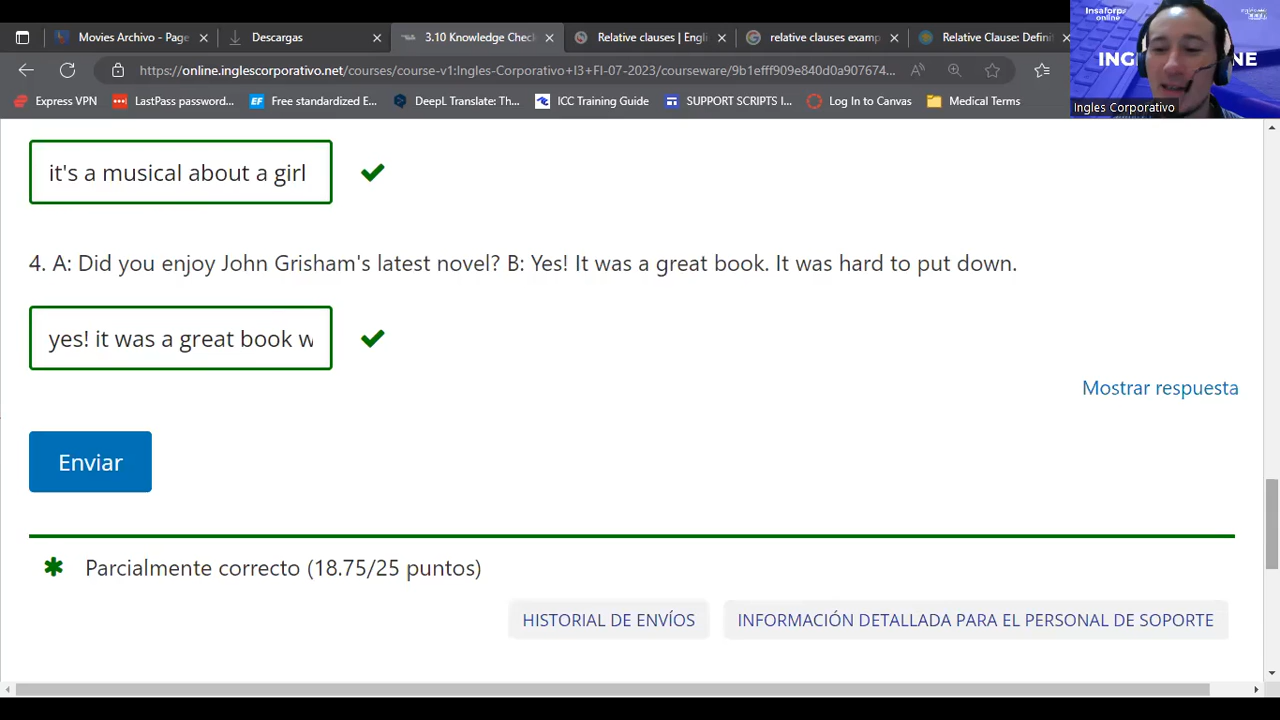 Movies Archivo - Page
Descargas
3.10 Knowledge Chec
Relative clauses | Engli
relative clauses examp
Relative Clause: Defini
https://online.inglescorporativo.net/courses/course-v1:Ingles-Corporativo+I3+FI-07-2023/courseware/9b1efff909e840d0a907674...
Express VPN
LastPass password...
Free standardized E...
DeepL Translate: Th...
ICC Training Guide
SUPPORT SCRIPTS I...
Log In to Canvas
Medical Terms
Insaforp
online
Ingles Corporativo
it's a musical about a girl
4. A: Did you enjoy John Grisham's latest novel? B: Yes! It was a great book. It was hard to put down.
yes! it was a great book w
Mostrar respuesta
Enviar
Parcialmente correcto (18.75/25 puntos)
HISTORIAL DE ENVÍOS
INFORMACIÓN DETALLADA PARA EL PERSONAL DE SOPORTE